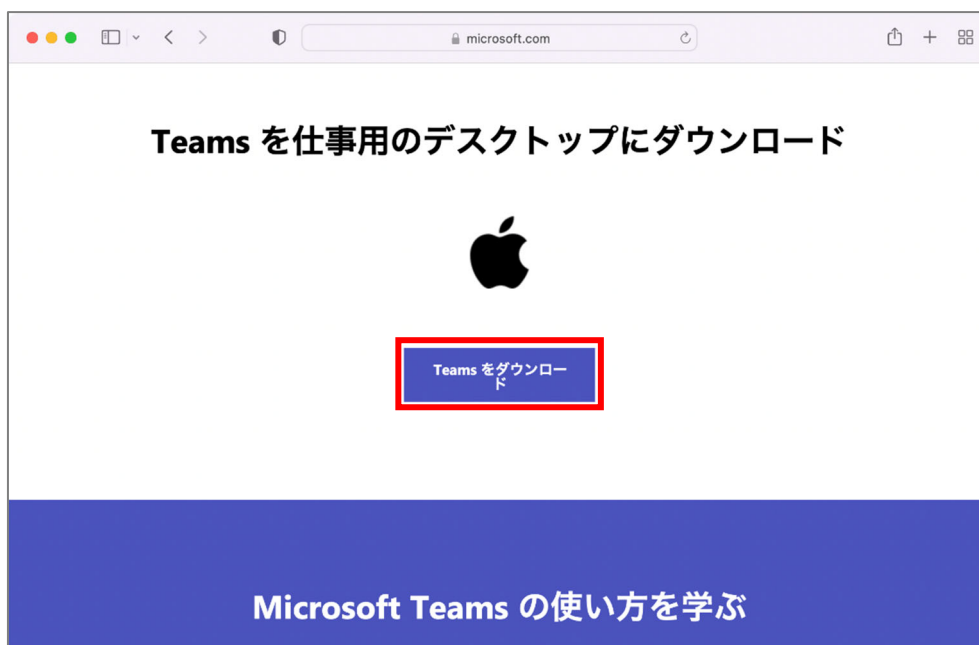 microsoft.com
Teams を仕事用のデスクトップにダウンロード
Teams をダウンロー
ド
Microsoft Teams の使い方を学ぶ